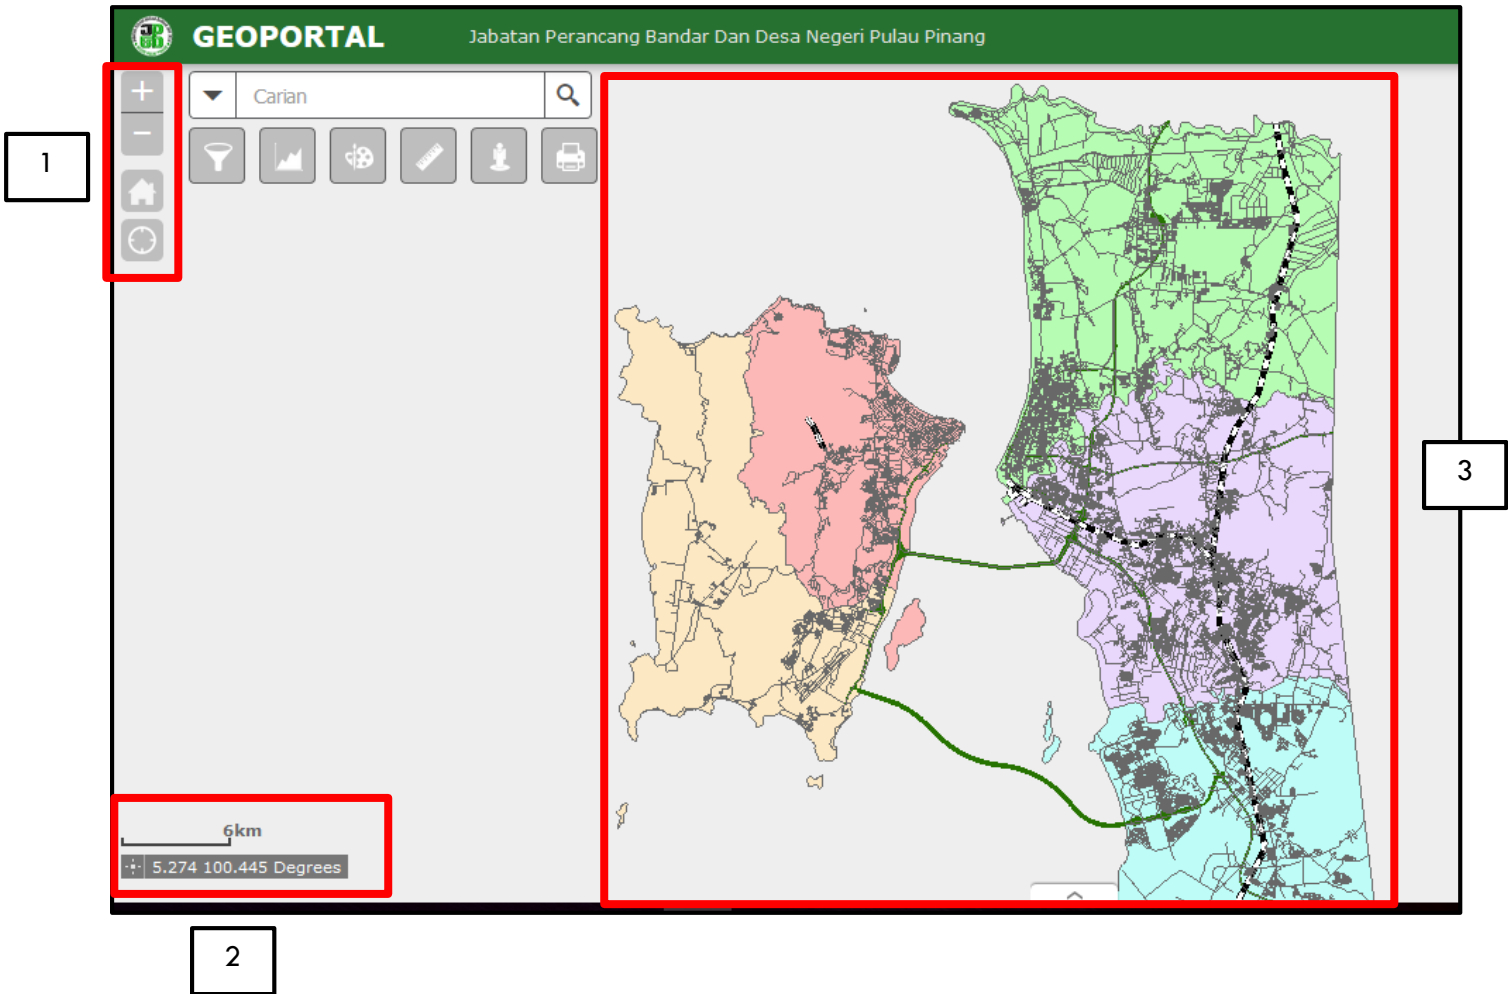 GEOPORTAL Jabatan Perancang Bandar Dan Desa Negeri Pulau Pinang
Carian
1
3
6km
5.274 100.445 Degrees
2